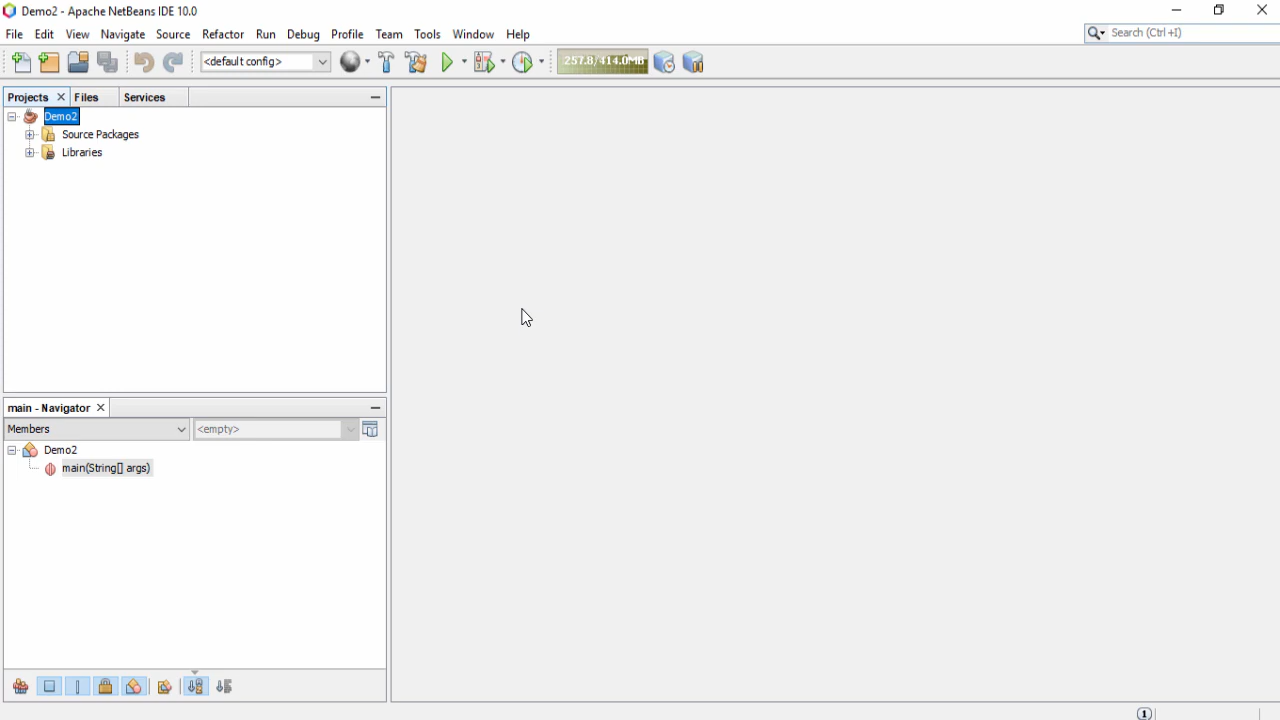 Demo2 - Apache NetBeans IDE 10.0
File Edit View Navigate Source Refactor Run Debug Profile Team Tools Window Help
Search (Ctrl+I)
<default config> 257.8/414.0MB
Projects Files Services
Demo2
Source Packages
Libraries
main - Navigator
Members <empty>
Demo2
main(String[] args)
1